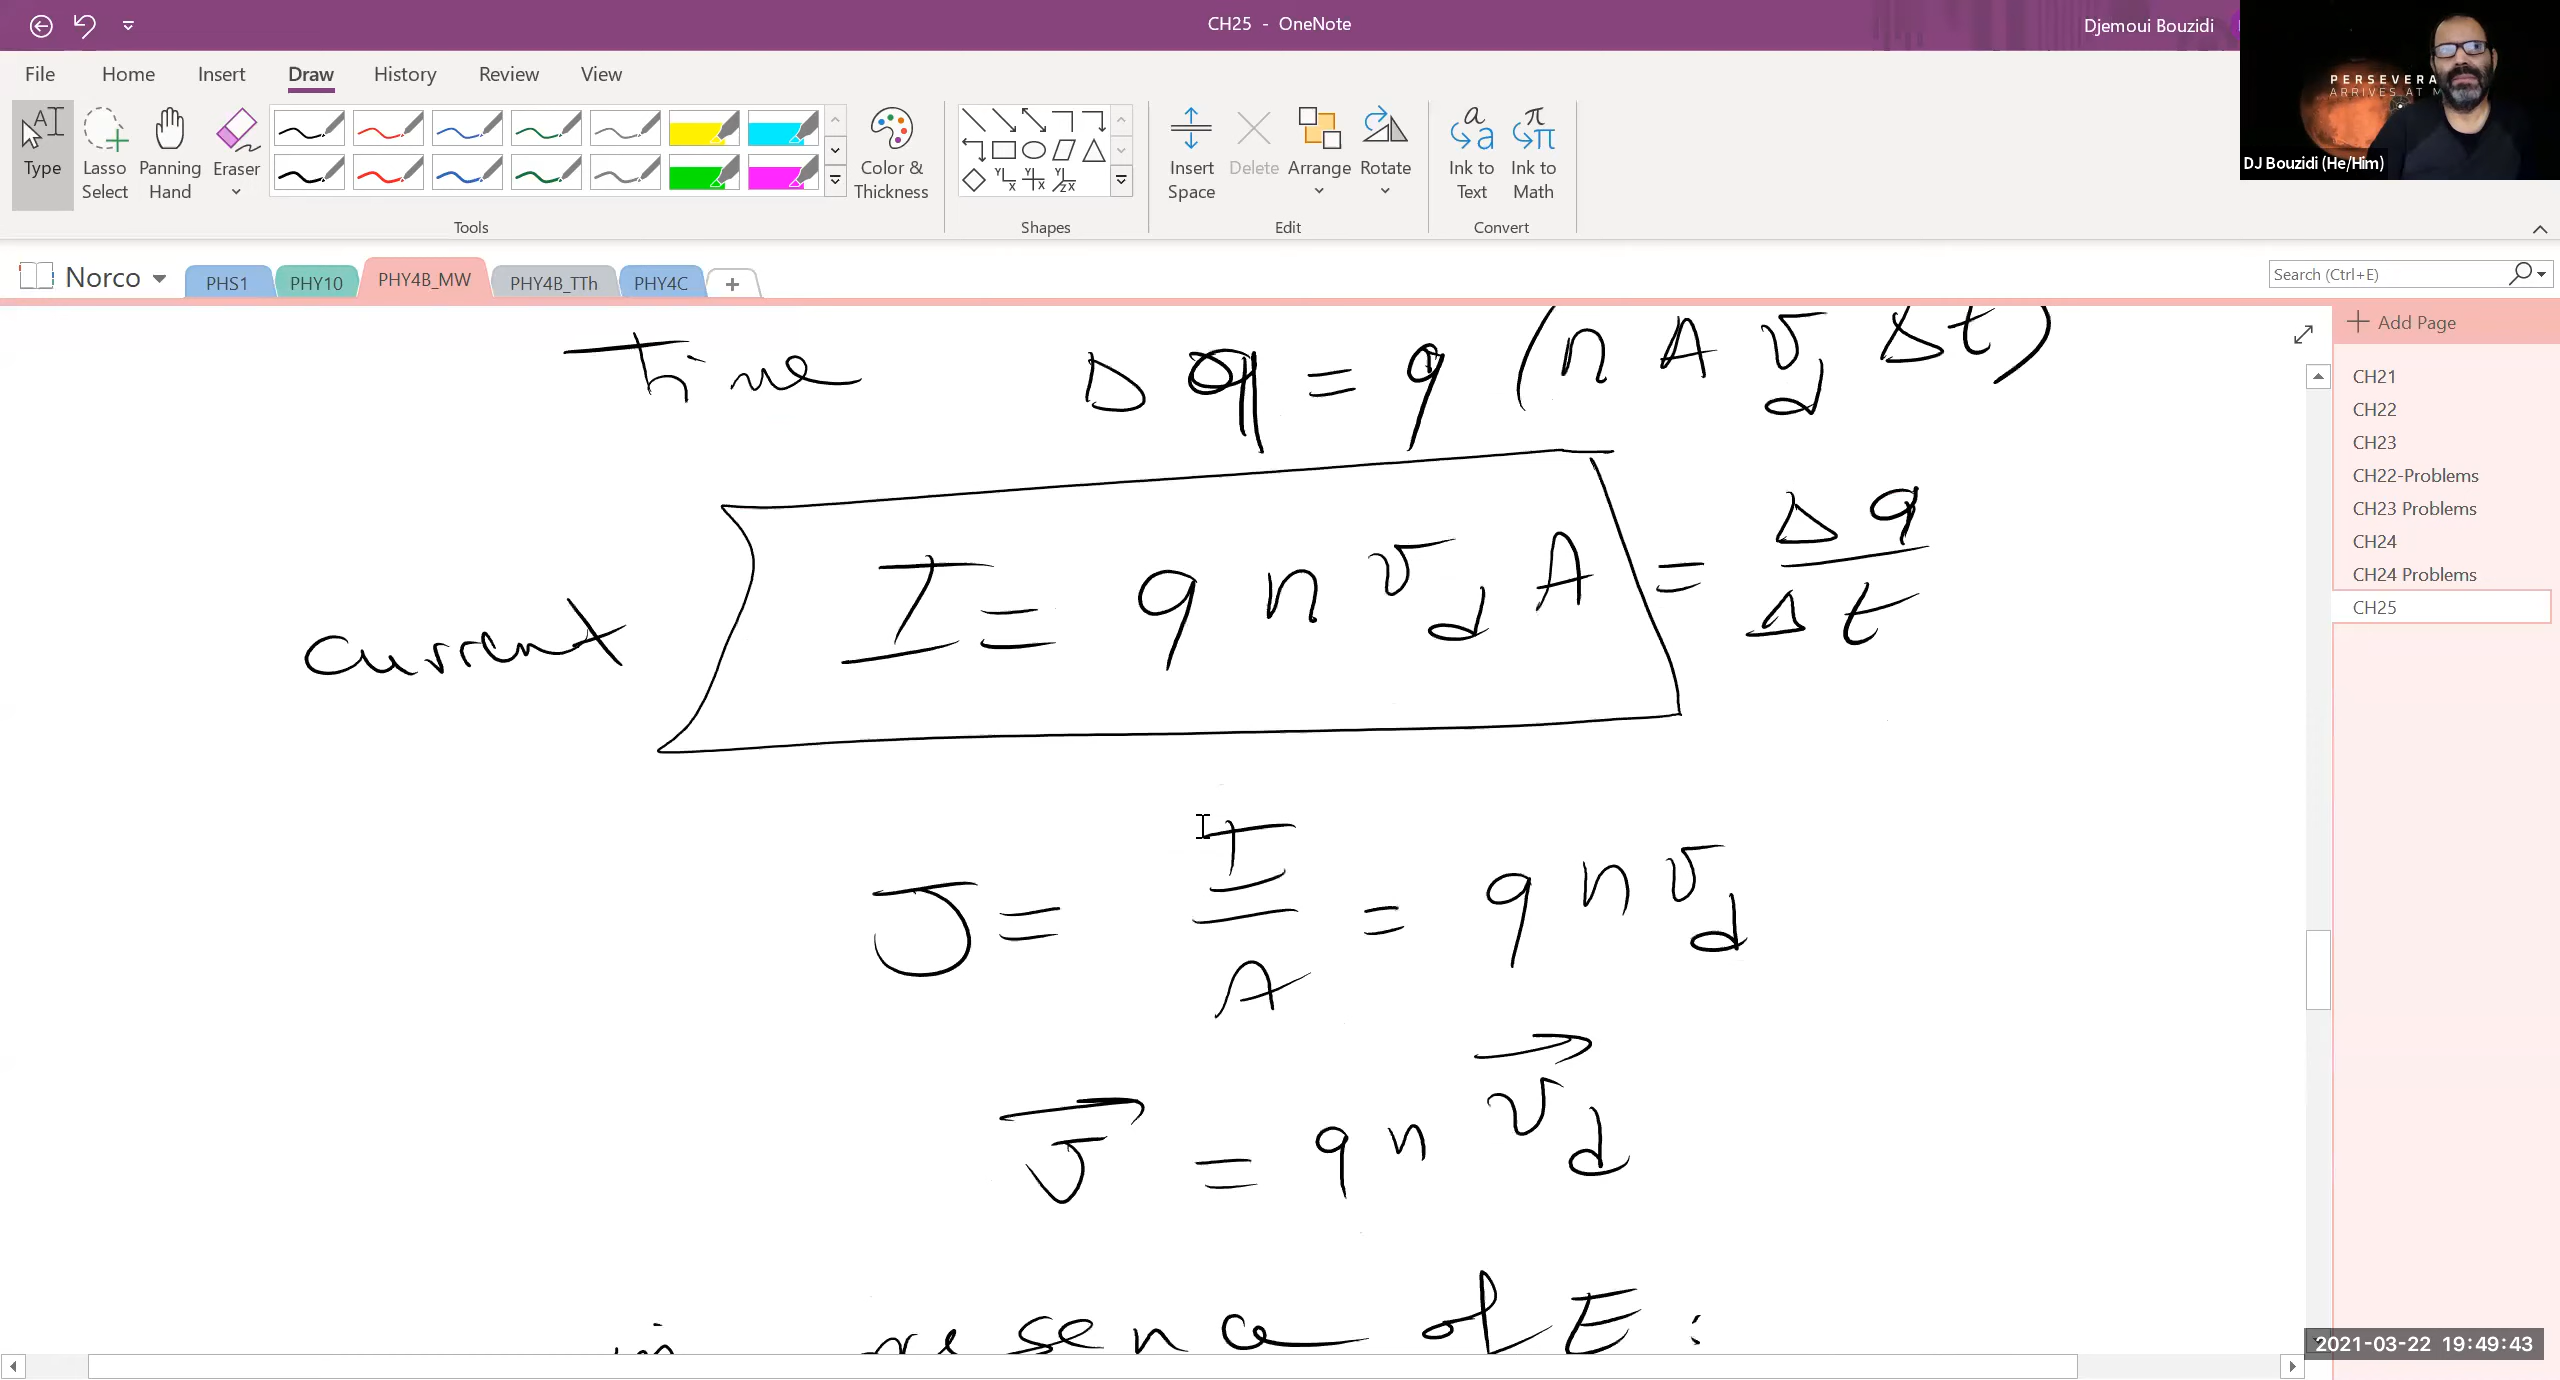 CH25 - OneNote
Djemoui Bouzidi
PERSEVERA
ARRIVES AT M
DJ Bouzidi (He/Him)
File Home Insert Draw History Review View
Type Lasso Select Panning Hand Eraser
Color & Thickness
Insert Space Delete Arrange Rotate
Ink to Text Ink to Math
Tools Shapes Edit Convert
Norco PHS1 PHY10 PHY4B_MW PHY4B_TTh PHY4C +
Search (Ctrl+E)
Add Page
CH21
CH22
CH23
CH22-Problems
CH23 Problems
CH24
CH24 Problems
CH25
Time Δq = q (n A v_d Δt)
current I = q n v_d A = Δq / Δt
J = I / A = q n v_d
J⃗ = q n v⃗_d
in of E :
2021-03-22 19:49:43